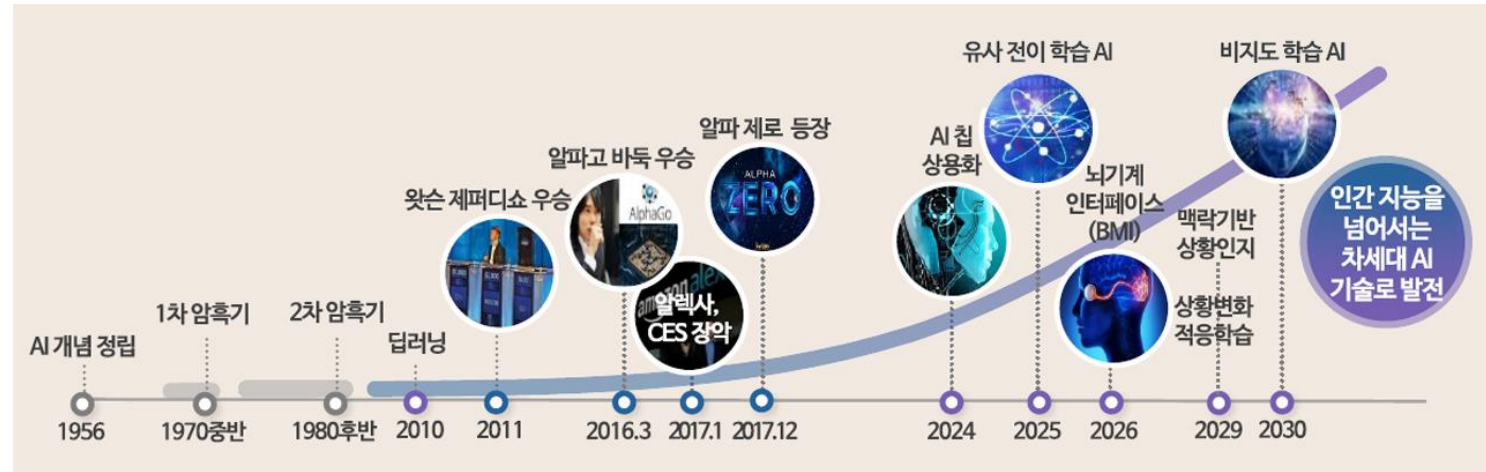 유사 전이 학습 AI
비지도 학습 AI
알파 제로 등장
AI 칩
상용화
알파고 바둑 우승
ALPHA
ZERO
뇌기계
인터페이스
(BMI)
왓슨 제퍼디쇼 우승
AlphaGo
맥락기반
상황인지
인간 지능을
넘어서는
차세대 AI
기술로 발전
amazon alexa
알렉사,
CES 장악
상황변화
적응학습
1차 암흑기
2차 암흑기
AI 개념 정립
딥러닝
1956
1970중반
1980후반
2010
2011
2016.3
2017.1
2017.12
2024
2025
2026
2029
2030